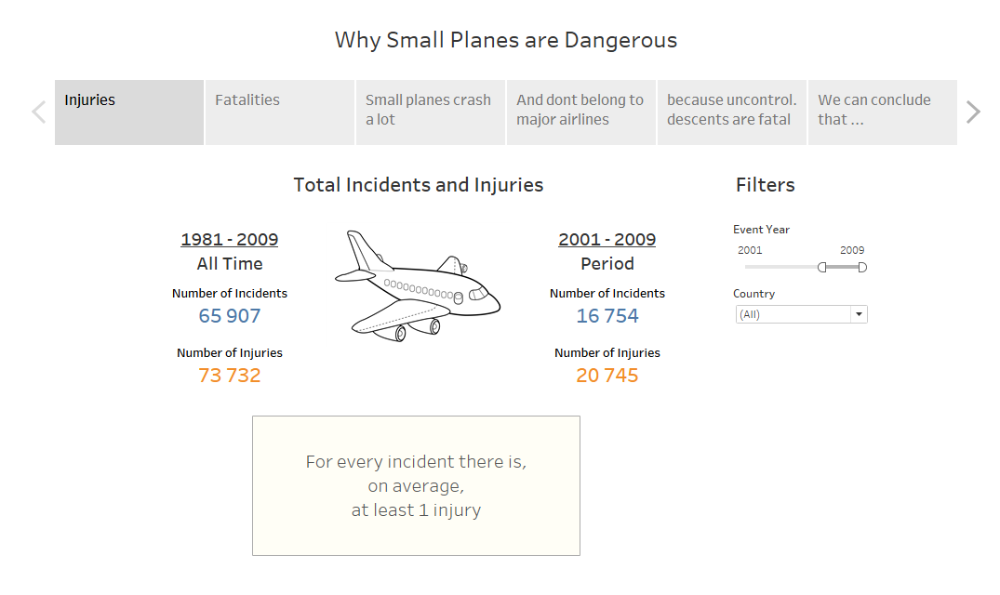 Why Small Planes are Dangerous
Injuries
Fatalities
Small planes crash
a lot
And dont belong to
major airlines
because uncontrol.
descents are fatal
We can conclude
that ...
Total Incidents and Injuries
1981 - 2009
All Time
Number of Incidents
65 907
Number of Injuries
73 732
2001 - 2009
Period
Number of Incidents
16 754
Number of Injuries
20 745
Filters
Event Year
2001 2009
Country
(All)
For every incident there is,
on average,
at least 1 injury